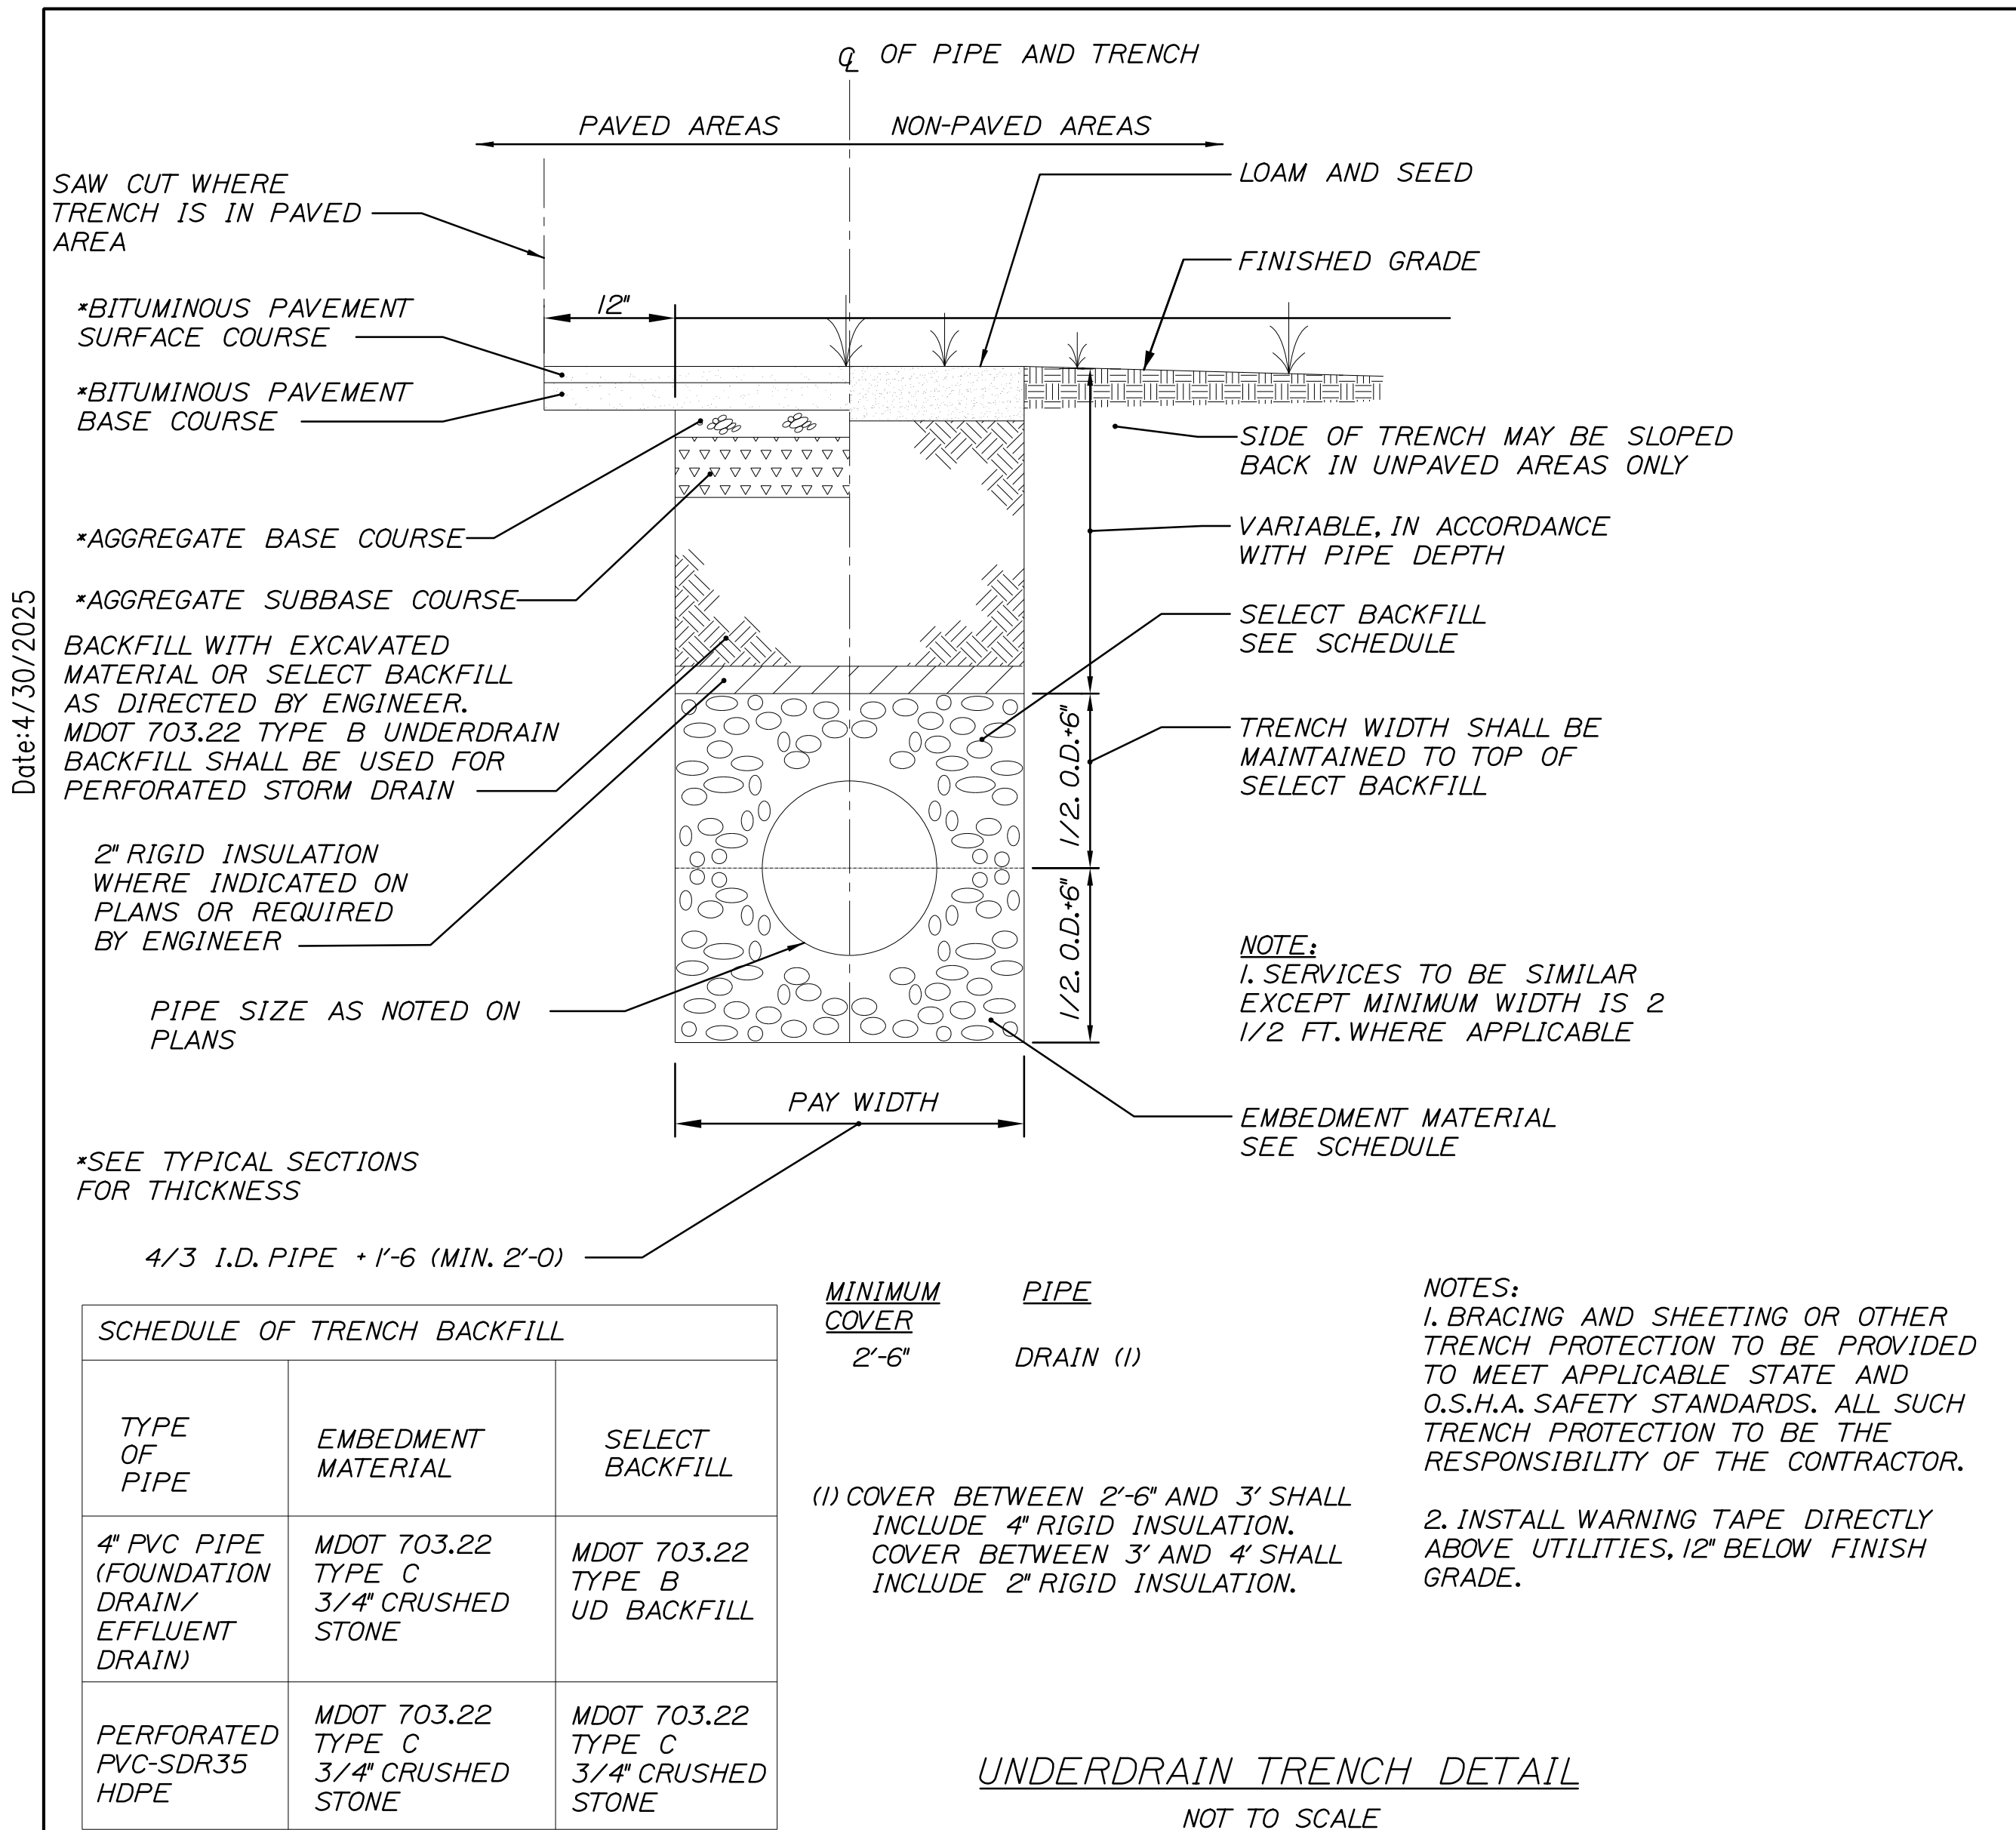 ℄ OF PIPE AND TRENCH
PAVED AREAS
NON-PAVED AREAS
SAW CUT WHERE
TRENCH IS IN PAVED
AREA
*BITUMINOUS PAVEMENT
SURFACE COURSE
*BITUMINOUS PAVEMENT
BASE COURSE
12"
*AGGREGATE BASE COURSE
*AGGREGATE SUBBASE COURSE
BACKFILL WITH EXCAVATED
MATERIAL OR SELECT BACKFILL
AS DIRECTED BY ENGINEER.
MDOT 703.22 TYPE B UNDERDRAIN
BACKFILL SHALL BE USED FOR
PERFORATED STORM DRAIN
2" RIGID INSULATION
WHERE INDICATED ON
PLANS OR REQUIRED
BY ENGINEER
PIPE SIZE AS NOTED ON
PLANS
LOAM AND SEED
FINISHED GRADE
SIDE OF TRENCH MAY BE SLOPED
BACK IN UNPAVED AREAS ONLY
VARIABLE, IN ACCORDANCE
WITH PIPE DEPTH
SELECT BACKFILL
SEE SCHEDULE
TRENCH WIDTH SHALL BE
MAINTAINED TO TOP OF
SELECT BACKFILL
1/2. O.D.+6"
1/2. O.D.+6"
NOTE:
1. SERVICES TO BE SIMILAR
EXCEPT MINIMUM WIDTH IS 2
1/2 FT. WHERE APPLICABLE
EMBEDMENT MATERIAL
SEE SCHEDULE
PAY WIDTH
*SEE TYPICAL SECTIONS
FOR THICKNESS
4/3 I.D. PIPE + 1'-6 (MIN. 2'-0)
SCHEDULE OF TRENCH BACKFILL
TYPE
OF
PIPE
EMBEDMENT
MATERIAL
SELECT
BACKFILL
4" PVC PIPE
(FOUNDATION
DRAIN/
EFFLUENT
DRAIN)
MDOT 703.22
TYPE C
3/4" CRUSHED
STONE
MDOT 703.22
TYPE B
UD BACKFILL
PERFORATED
PVC-SDR35
HDPE
MDOT 703.22
TYPE C
3/4" CRUSHED
STONE
MDOT 703.22
TYPE C
3/4" CRUSHED
STONE
MINIMUM
COVER
PIPE
2'-6"
DRAIN (1)
(1) COVER BETWEEN 2'-6" AND 3' SHALL
INCLUDE 4" RIGID INSULATION.
COVER BETWEEN 3' AND 4' SHALL
INCLUDE 2" RIGID INSULATION.
NOTES:
1. BRACING AND SHEETING OR OTHER
TRENCH PROTECTION TO BE PROVIDED
TO MEET APPLICABLE STATE AND
O.S.H.A. SAFETY STANDARDS. ALL SUCH
TRENCH PROTECTION TO BE THE
RESPONSIBILITY OF THE CONTRACTOR.
2. INSTALL WARNING TAPE DIRECTLY
ABOVE UTILITIES, 12" BELOW FINISH
GRADE.
UNDERDRAIN TRENCH DETAIL
NOT TO SCALE
Date:4/30/2025